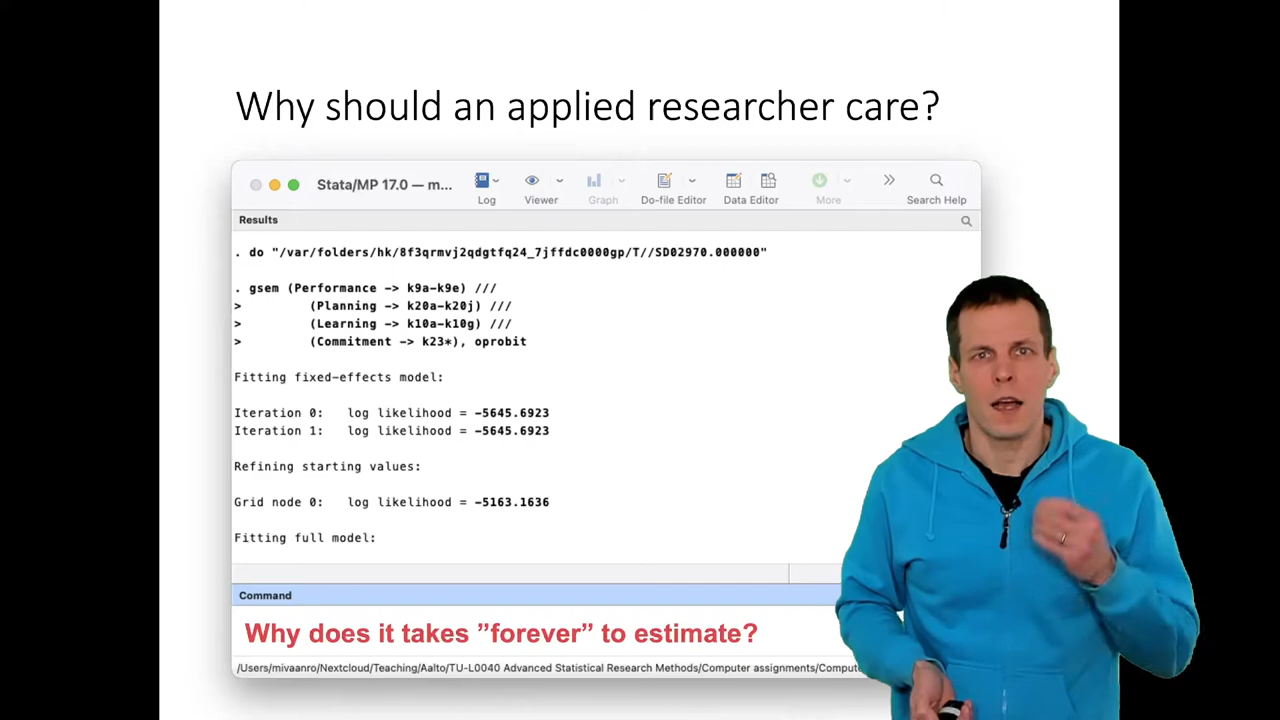 Why should an applied researcher care?
Stata/MP 17.0 — m...
Log
Viewer
Graph
Do-file Editor
Data Editor
More
Search Help
Results
. do "/var/folders/hk/8f3qrmvj2qdgtfq24_7jffdc0000gp/T//SD02970.000000"
. gsem (Performance -> k9a-k9e) ///
> (Planning -> k20a-k20j) ///
> (Learning -> k10a-k10g) ///
> (Commitment -> k23*), oprobit
Fitting fixed-effects model:
Iteration 0: log likelihood = -5645.6923
Iteration 1: log likelihood = -5645.6923
Refining starting values:
Grid node 0: log likelihood = -5163.1636
Fitting full model:
Command
Why does it takes ”forever” to estimate?
/Users/mivaanro/Nextcloud/Teaching/Aalto/TU-L0040 Advanced Statistical Research Methods/Computer assignments/Compute